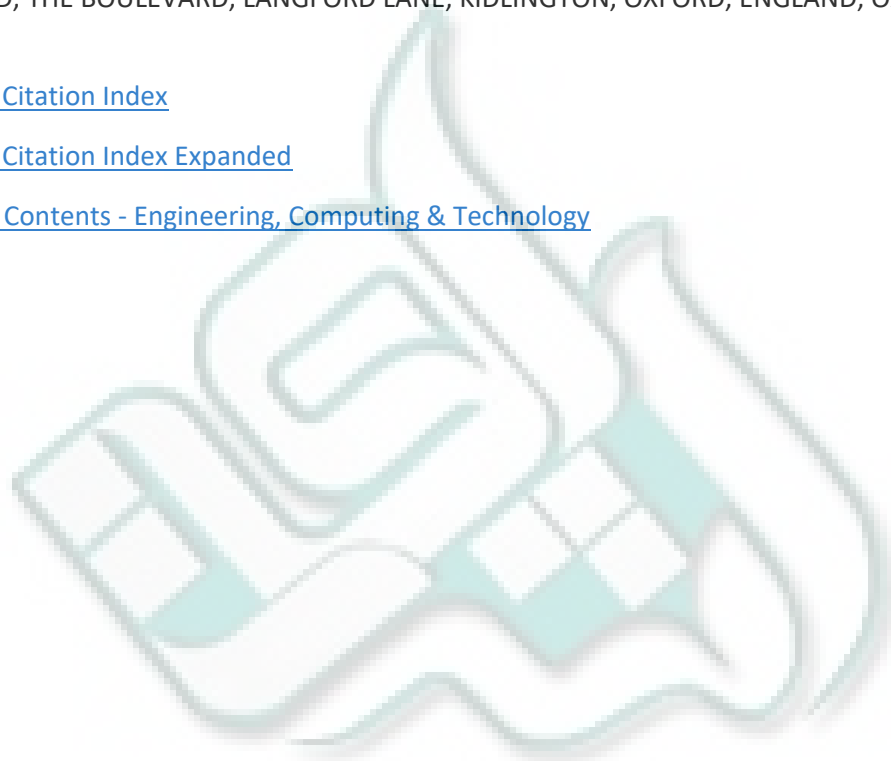 D, THE BOULEVARD, LANGFORD LANE, KIDLINGTON, OXFORD, ENGLAND, O
Citation Index
Citation Index Expanded
Contents - Engineering, Computing & Technology